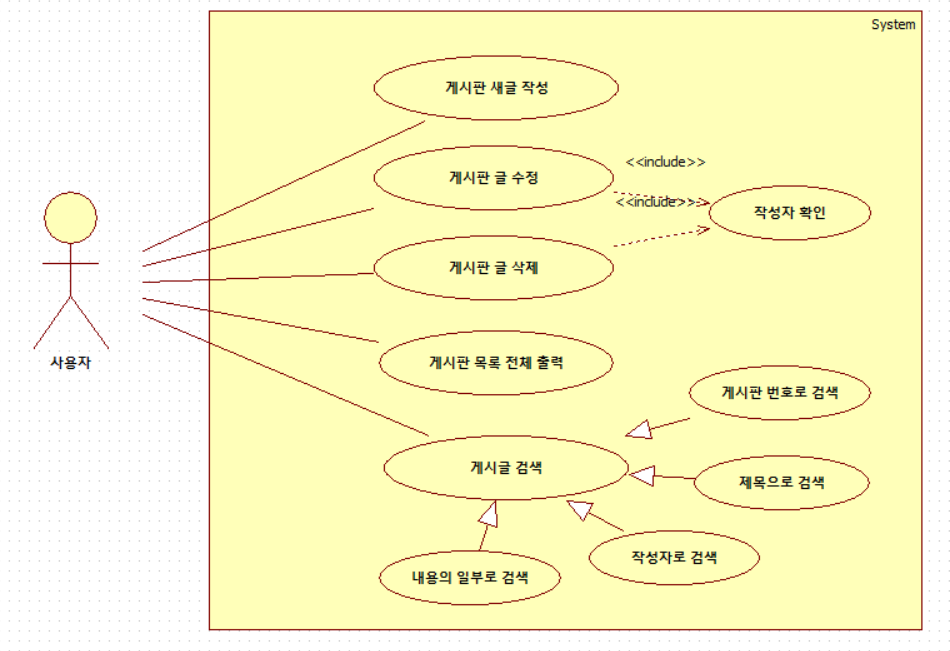 System
게시판 새글 작성
<<include>>
게시판 글 수정
<<include>>
작성자 확인
게시판 글 삭제
사용자
게시판 목록 전체 출력
게시판 번호로 검색
게시글 검색
제목으로 검색
작성자로 검색
내용의 일부로 검색